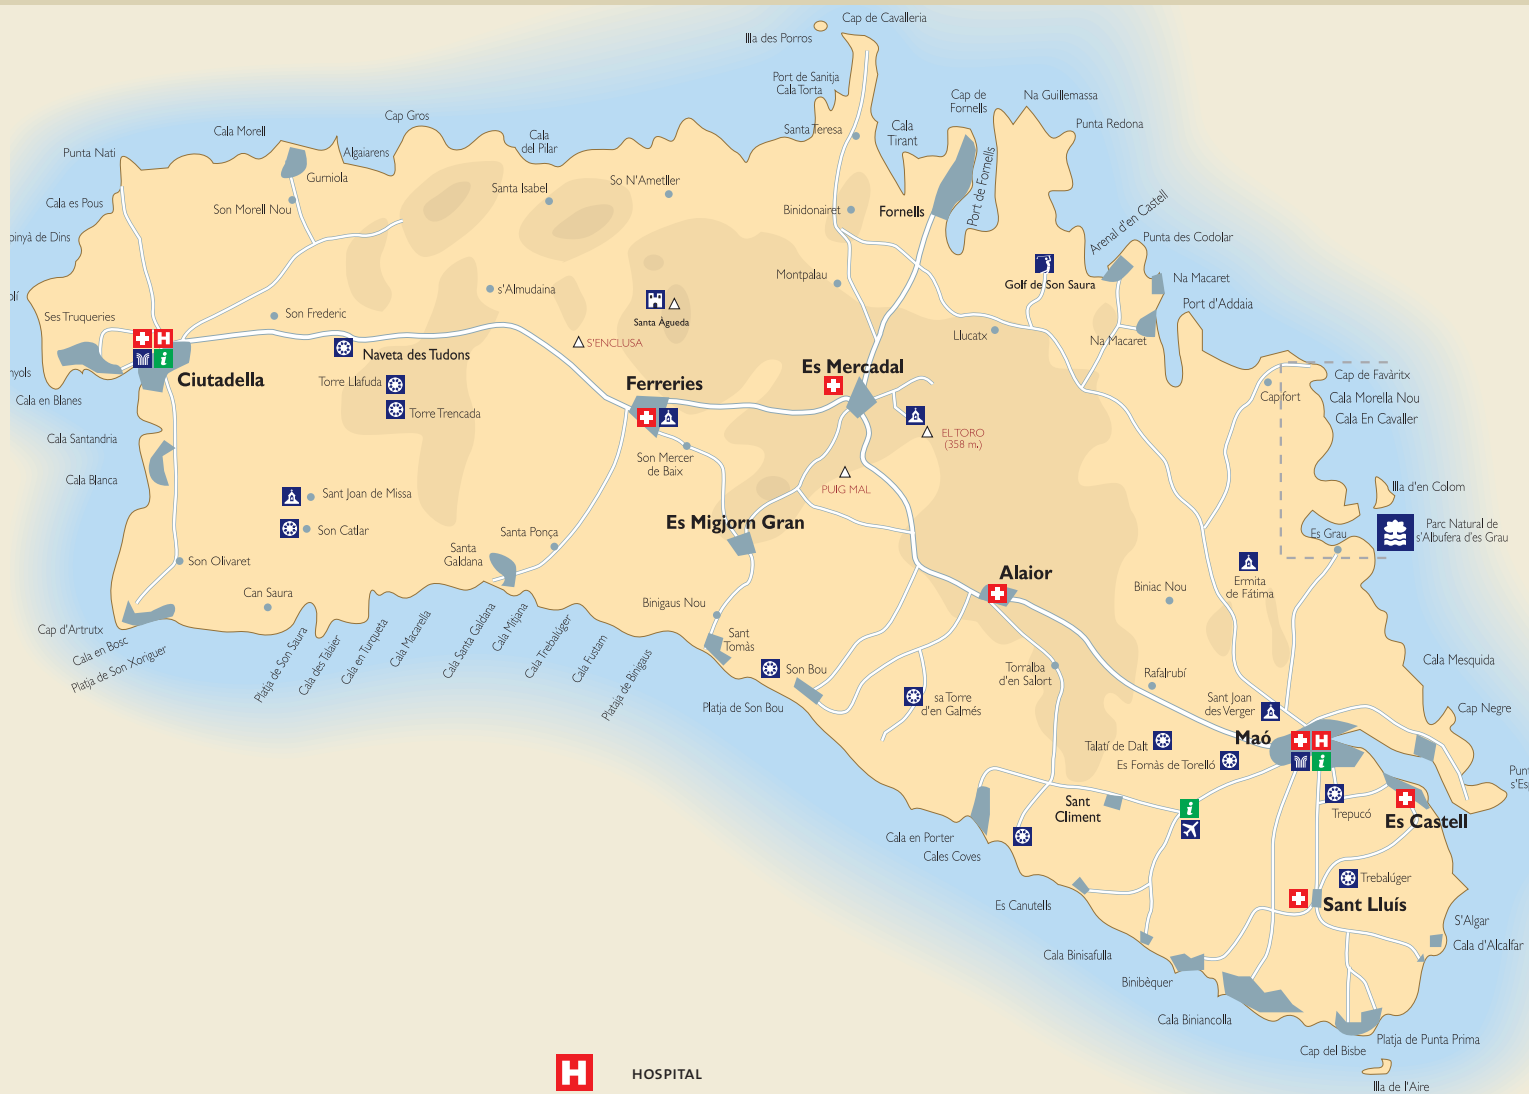 Cap de Cavalleria
Illa des Porros
Port de Sanitja
Cala Torta
Cap de
Fornells
Na Guillemassa
Cap Gros
Cala Morell
Santa Teresa
Cala
Tirant
Punta Redona
Cala
del Pilar
Punta Nati
Algaiarens
Gurniola
Santa Isabel
So N'Ametller
Port de Fornells
Cala es Pous
Son Morell Nou
Binidonairet
Fornells
Arenal d'en Castell
Punta des Codolar
pinyà de Dins
Montpalau
Golf de Son Saura
Na Macaret
s'Almudaina
Port d'Addaia
Ses Truqueries
Son Frederic
Santa Àgueda
Llucatx
Na Macaret
S'ENCLUSA
Naveta des Tudons
Es Mercadal
Ciutadella
Torre Llafuda
Ferreries
Cap de Favàritx
nyols
Cala en Blanes
Capifort
Cala Morella Nou
Torre Trencada
Cala En Cavaller
Cala Santandria
EL TORO
(358 m.)
Son Mercer
de Baix
Cala Blanca
PUIG MAL
Illa d'en Colom
Sant Joan de Missa
Es Migjorn Gran
Parc Natural de
s'Albufera d'es Grau
Son Catlar
Santa Ponça
Es Grau
Santa
Galdana
Son Olivaret
Alaior
Ermita
de Fátima
Biniac Nou
Can Saura
Binigaus Nou
Cap d'Artrutx
Cala en Bosc
Platja de Son Xoriguer
Platja de Son Saura
Cala des Talaier
Cala en Turqueta
Cala Macarella
Cala Santa Galdana
Cala Mitjana
Cala Trebalúger
Cala Fustam
Plataja de Binigaus
Sant
Tomàs
Son Bou
Torralba
d'en Salort
Rafalrubí
Cala Mesquida
Platja de Son Bou
sa Torre
d'en Galmés
Sant Joan
des Verger
Cap Negre
Talatí de Dalt
Maó
Es Fornàs de Torelló
Punt
s'Esp
Sant
Climent
Trepucó
Es Castell
Cala en Porter
Cales Coves
Trebalúger
Es Canutells
Sant Lluís
S'Algar
Cala d'Alcalfar
Cala Binisafulla
Binibèquer
Cala Biniancolla
Cap del Bisbe
Platja de Punta Prima
Illa de l'Aire
HOSPITAL